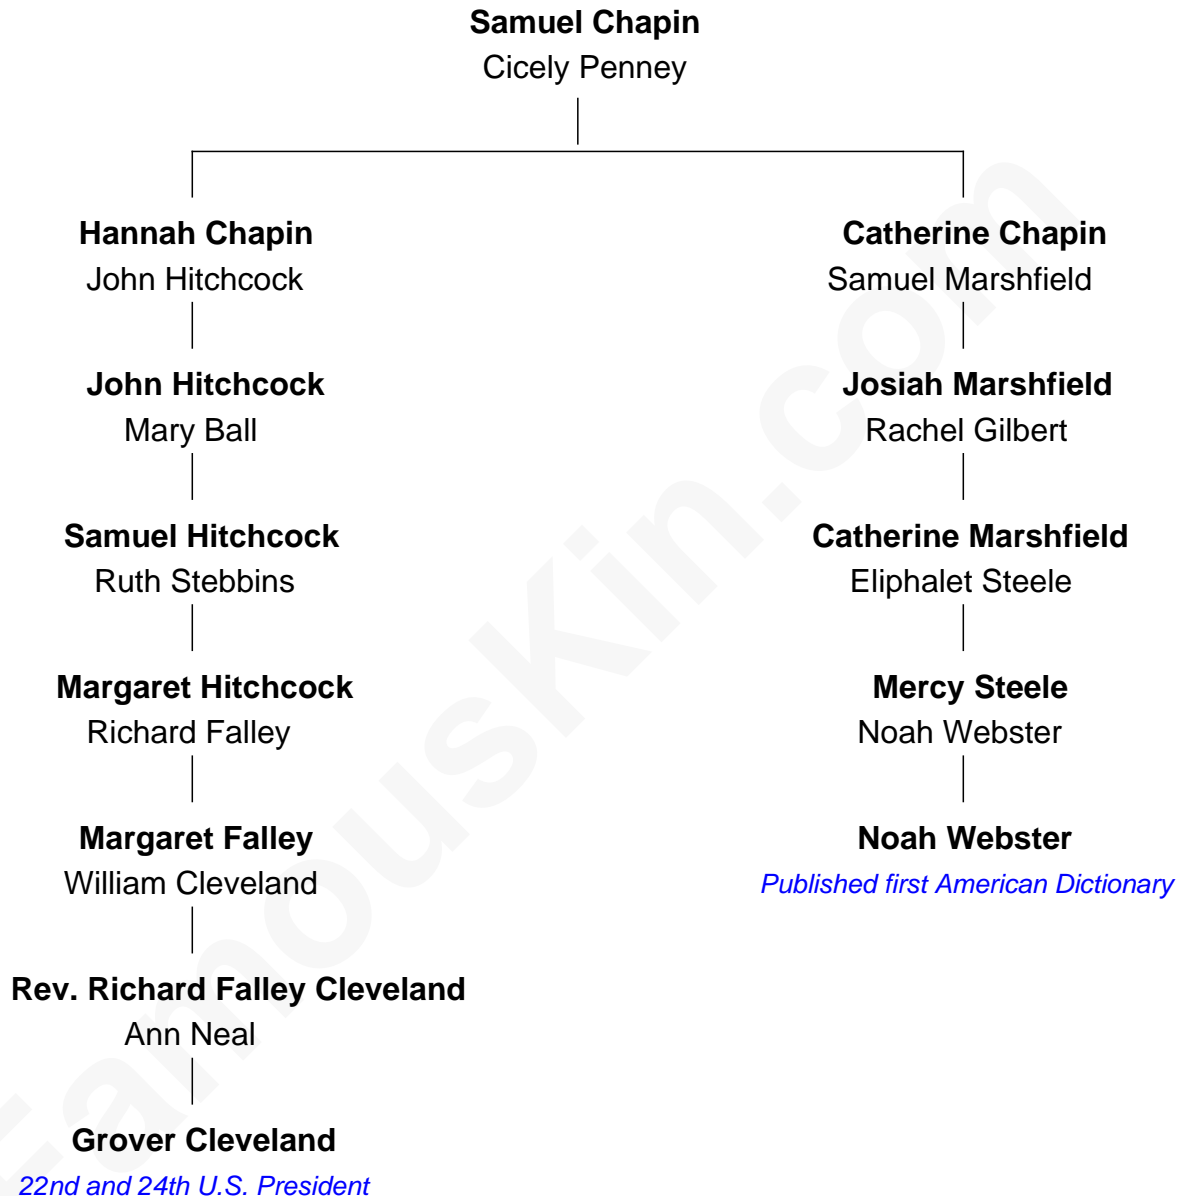 Samuel Chapin
Cicely Penney
Hannah Chapin
John Hitchcock
John Hitchcock
Mary Ball
Samuel Hitchcock
Ruth Stebbins
Margaret Hitchcock
Richard Falley
Margaret Falley
William Cleveland
Rev. Richard Falley Cleveland
Ann Neal
Grover Cleveland
22nd and 24th U.S. President
Catherine Chapin
Samuel Marshfield
Josiah Marshfield
Rachel Gilbert
Catherine Marshfield
Eliphalet Steele
Mercy Steele
Noah Webster
Noah Webster
Published first American Dictionary
FamousKin.com